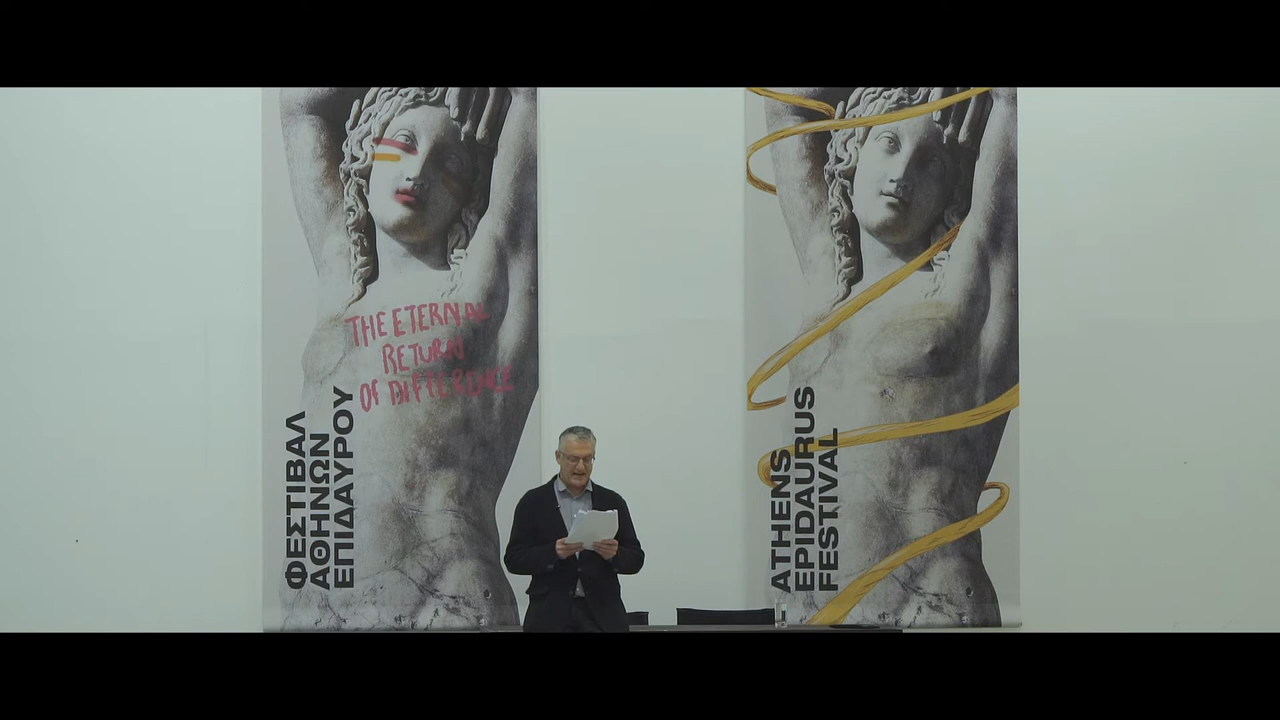 THE ETERNAL
RETURN
OF DIFFERENCE
ΦΕΣΤΙΒΑΛ
ΑΘΗΝΩΝ
ΕΠΙΔΑΥΡΟΥ
ATHENS
EPIDAURUS
FESTIVAL